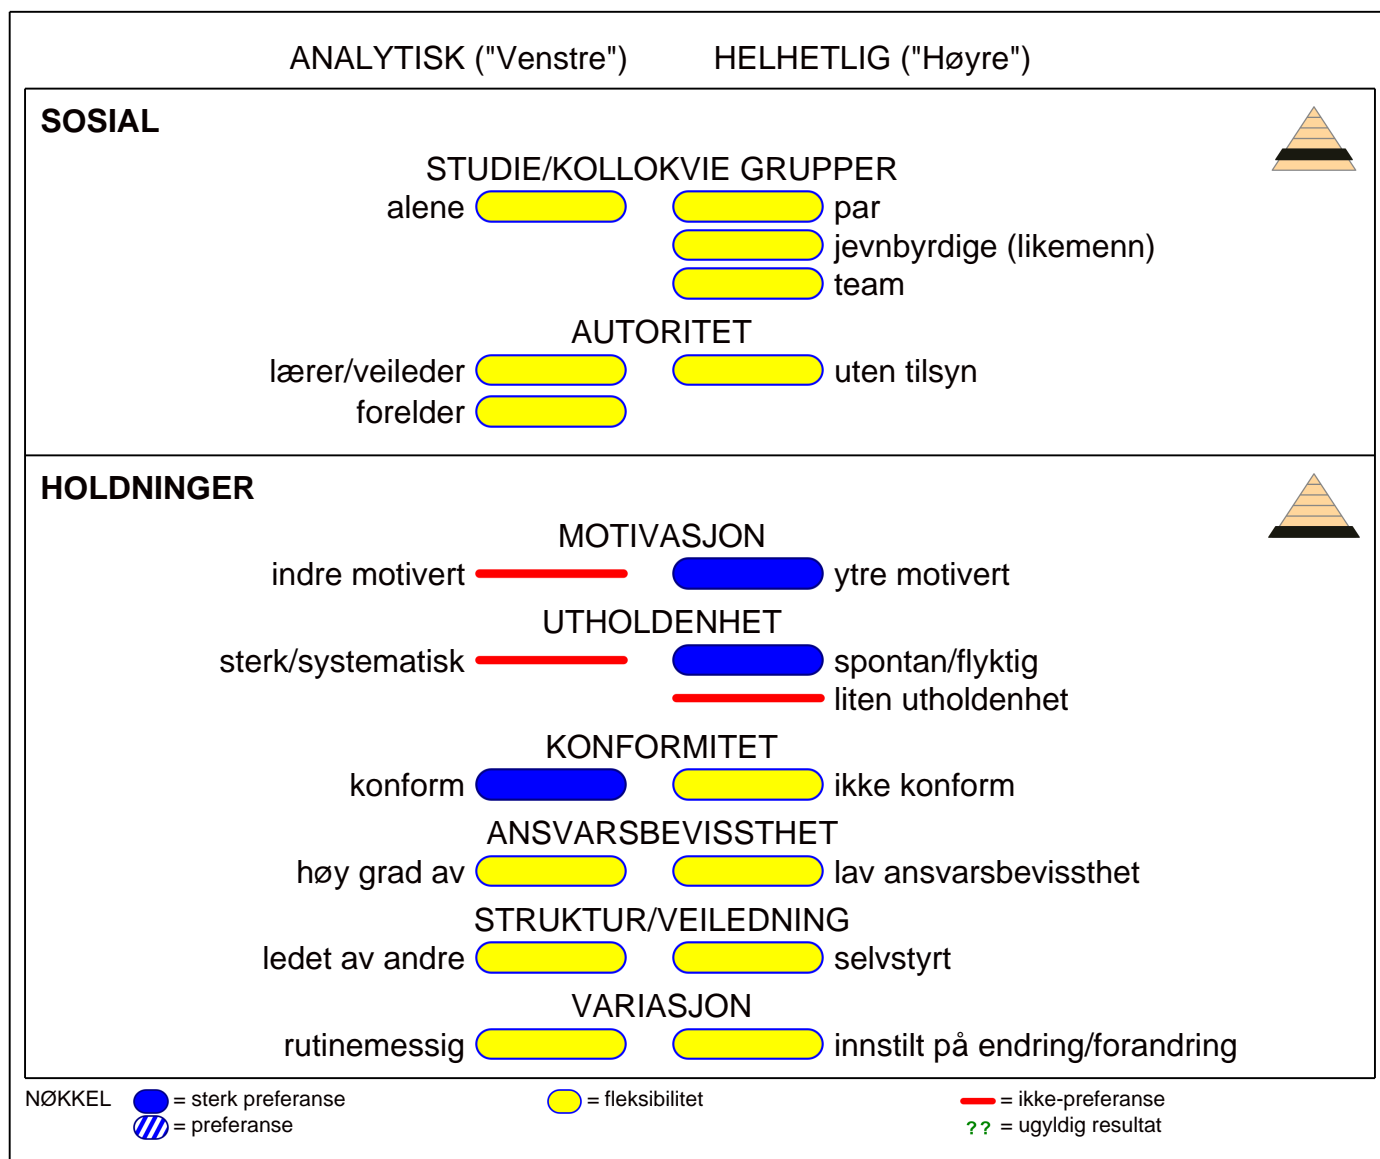 ANALYTISK ("Venstre") HELHETLIG ("Høyre")
SOSIAL
STUDIE/KOLLOKVIE GRUPPER
alene par
jevnbyrdige (likemenn)
team
AUTORITET
lærer/veileder uten tilsyn
forelder
HOLDNINGER
MOTIVASJON
indre motivert ytre motivert
UTHOLDENHET
sterk/systematisk spontan/flyktig
liten utholdenhet
KONFORMITET
konform ikke konform
ANSVARSBEVISSTHET
høy grad av lav ansvarsbevissthet
STRUKTUR/VEILEDNING
ledet av andre selvstyrt
VARIASJON
rutinemessig innstilt på endring/forandring
NØKKEL = sterk preferanse = fleksibilitet = ikke-preferanse
= preferanse ?? = ugyldig resultat